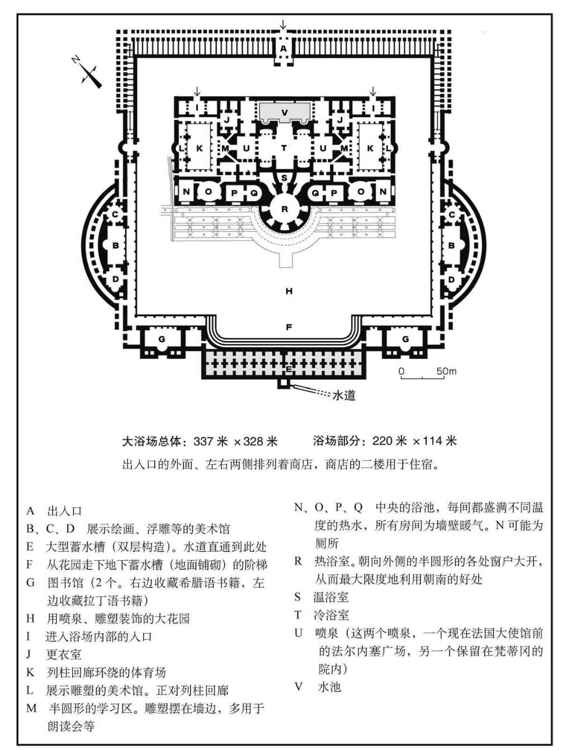 A
N
I
I
J
V
J
L
K
M
U
T
U
M
K
L
S
N
O
P
Q
R
Q
P
O
N
C
B
D
C
B
D
H
F
G
G
E
0 50m
水道
大浴场总体：337 米 ×328 米 浴场部分：220 米 ×114 米
出入口的外面、左右两侧排列着商店，商店的二楼用于住宿。
A 出入口
B、C、D 展示绘画、浮雕等的美术馆
E 大型蓄水槽（双层构造）。水道直通到此处
F 从花园走下地下蓄水槽（地面铺砌）的阶梯
G 图书馆（2 个。右边收藏希腊语书籍，左
边收藏拉丁语书籍）
H 用喷泉、雕塑装饰的大花园
I 进入浴场内部的入口
J 更衣室
K 列柱回廊环绕的体育场
L 展示雕塑的美术馆。正对列柱回廊
M 半圆形的学习区。雕塑摆在墙边，多用于
朗读会等
N、O、P、Q 中央的浴池，每间都盛满不同温
度的热水，所有房间为墙壁暖气。N 可能为
厕所
R 热浴室。朝向外侧的半圆形的各处窗户大开，
从而最大限度地利用朝南的好处
S 温浴室
T 冷浴室
U 喷泉（这两个喷泉，一个现在法国大使馆前
的法尔内塞广场，另一个保留在梵蒂冈的
院内）
V 水池